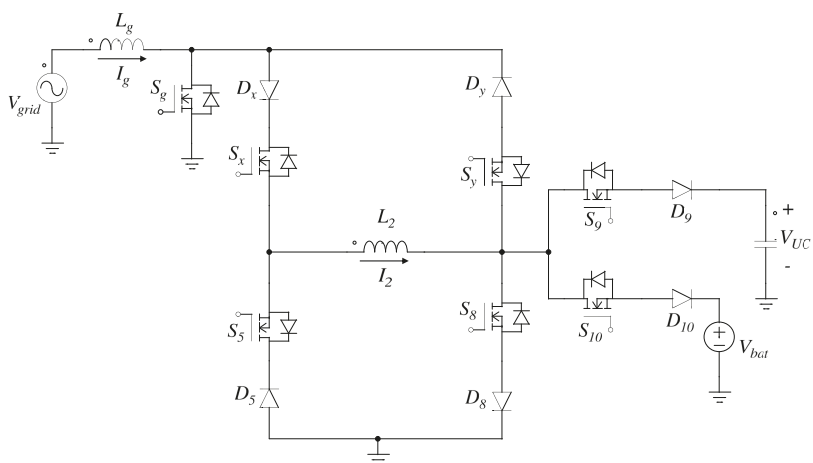 L_g
I_g
V_grid
S_g
D_x
D_y
S_x
S_y
L_2
I_2
S_9
D_9
+
V_UC
-
S_5
S_8
S_10
D_10
+
−
V_bat
D_5
D_8